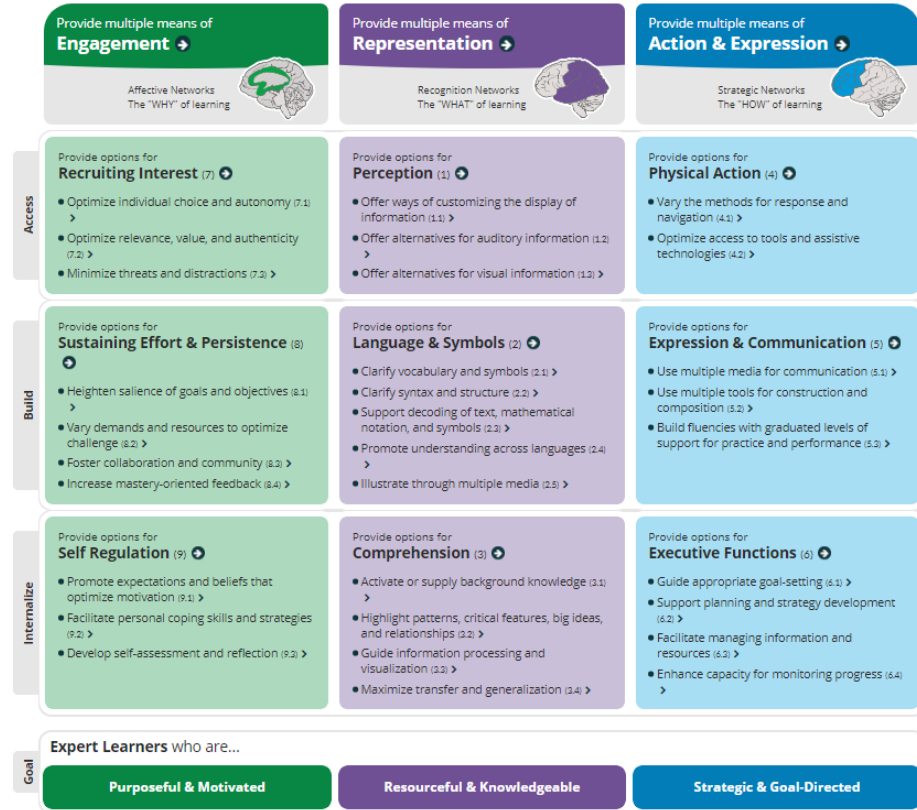 Provide multiple means of
Engagement
Affective Networks
The "WHY" of learning
Provide multiple means of
Representation
Recognition Networks
The "WHAT" of learning
Provide multiple means of
Action & Expression
Strategic Networks
The "HOW" of learning
Access
Provide options for
Recruiting Interest (7)
Optimize individual choice and autonomy (7.1)
Optimize relevance, value, and authenticity
(7.2)
Minimize threats and distractions (7.3)
Provide options for
Perception (1)
Offer ways of customizing the display of
information (1.1)
Offer alternatives for auditory information (1.2)
Offer alternatives for visual information (1.3)
Provide options for
Physical Action (4)
Vary the methods for response and
navigation (4.1)
Optimize access to tools and assistive
technologies (4.2)
Build
Provide options for
Sustaining Effort & Persistence (8)
Heighten salience of goals and objectives (8.1)
Vary demands and resources to optimize
challenge (8.2)
Foster collaboration and community (8.3)
Increase mastery-oriented feedback (8.4)
Provide options for
Language & Symbols (2)
Clarify vocabulary and symbols (2.1)
Clarify syntax and structure (2.2)
Support decoding of text, mathematical
notation, and symbols (2.3)
Promote understanding across languages (2.4)
Illustrate through multiple media (2.5)
Provide options for
Expression & Communication (5)
Use multiple media for communication (5.1)
Use multiple tools for construction and
composition (5.2)
Build fluencies with graduated levels of
support for practice and performance (5.3)
Internalize
Provide options for
Self Regulation (9)
Promote expectations and beliefs that
optimize motivation (9.1)
Facilitate personal coping skills and strategies
(9.2)
Develop self-assessment and reflection (9.3)
Provide options for
Comprehension (3)
Activate or supply background knowledge (3.1)
Highlight patterns, critical features, big ideas,
and relationships (3.2)
Guide information processing and
visualization (3.3)
Maximize transfer and generalization (3.4)
Provide options for
Executive Functions (6)
Guide appropriate goal-setting (6.1)
Support planning and strategy development
(6.2)
Facilitate managing information and
resources (6.3)
Enhance capacity for monitoring progress (6.4)
Goal
Expert Learners who are...
Purposeful & Motivated
Resourceful & Knowledgeable
Strategic & Goal-Directed